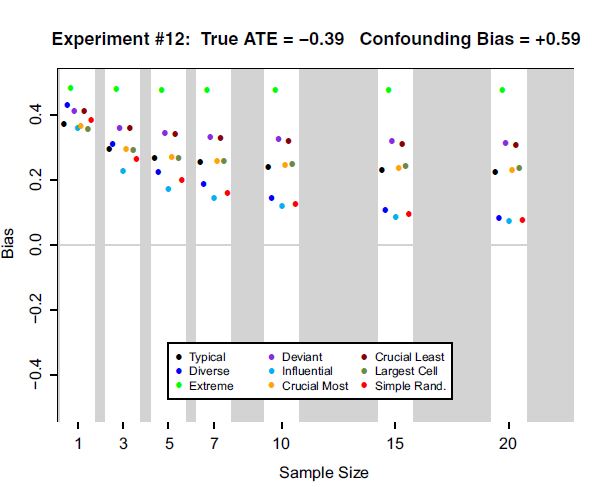 Experiment #12: True ATE = −0.39 Confounding Bias = +0.59
Bias
0.4
0.2
0.0
−0.2
−0.4
Typical Deviant Crucial Least
Diverse Influential Largest Cell
Extreme Crucial Most Simple Rand.
1 3 5 7 10 15 20
Sample Size